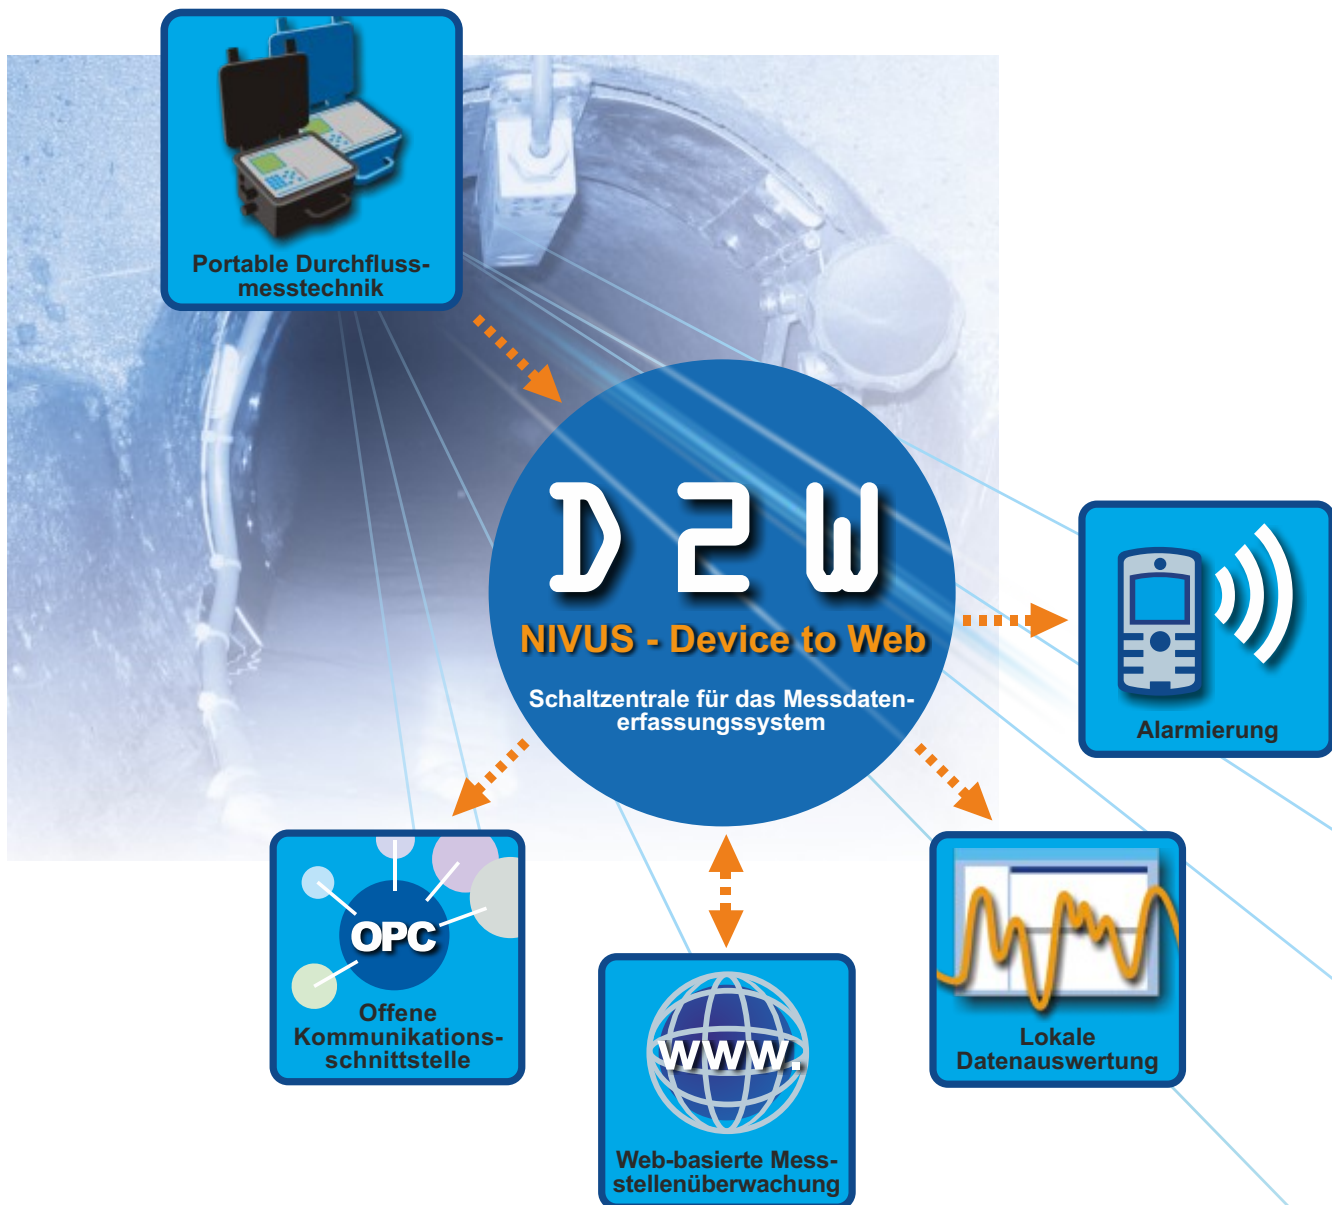 Portable Durchfluss-
messtechnik
D2W
NIVUS - Device to Web
Schaltzentrale für das Messdaten-
erfassungssystem
Alarmierung
OPC
Offene
Kommunikations-
schnittstelle
www.
Web-basierte Mess-
stellenüberwachung
Lokale
Datenauswertung